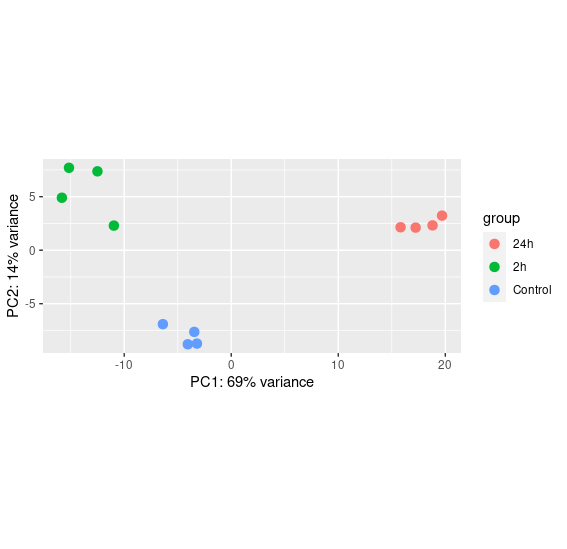 PC2: 14% variance
5
0
-5
-10
0
10
20
PC1: 69% variance
group
24h
2h
Control